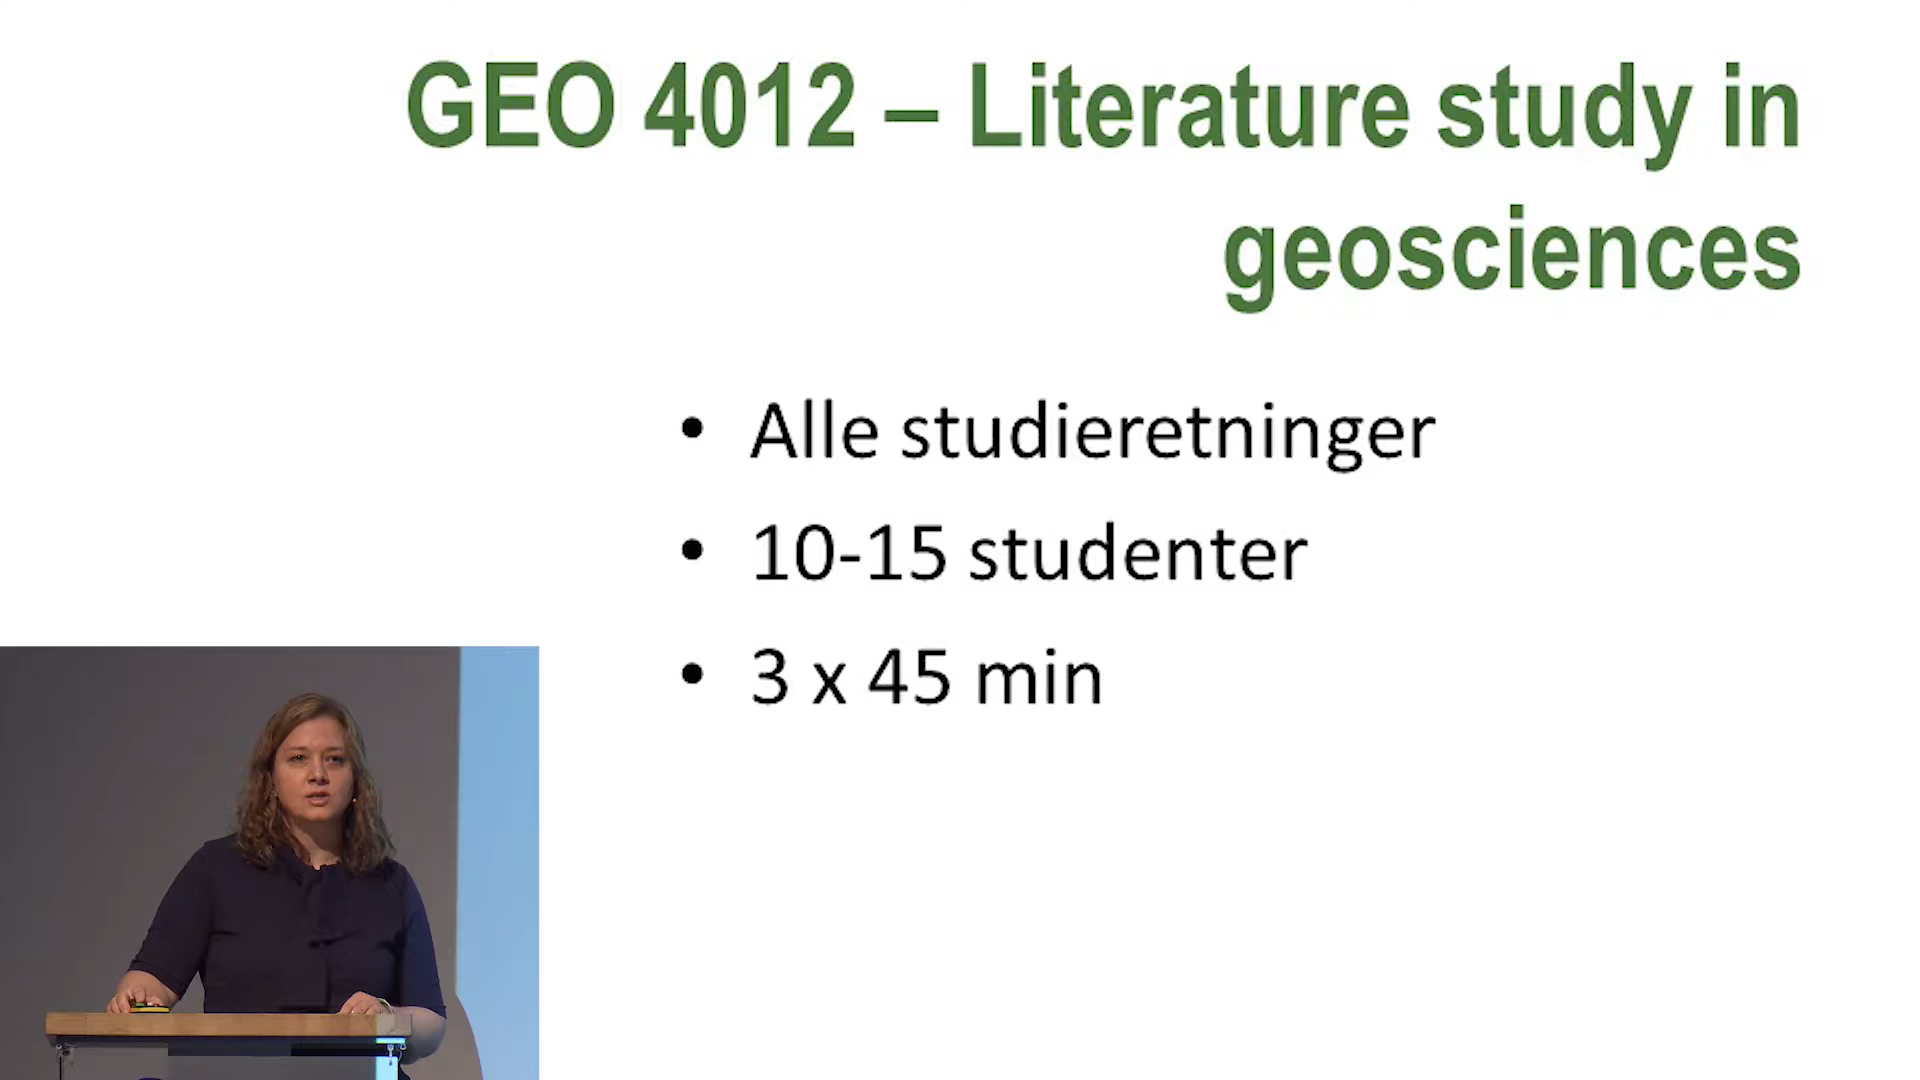 GEO 4012 – Literature study in
geosciences
• Alle studieretninger
• 10-15 studenter
• 3 x 45 min